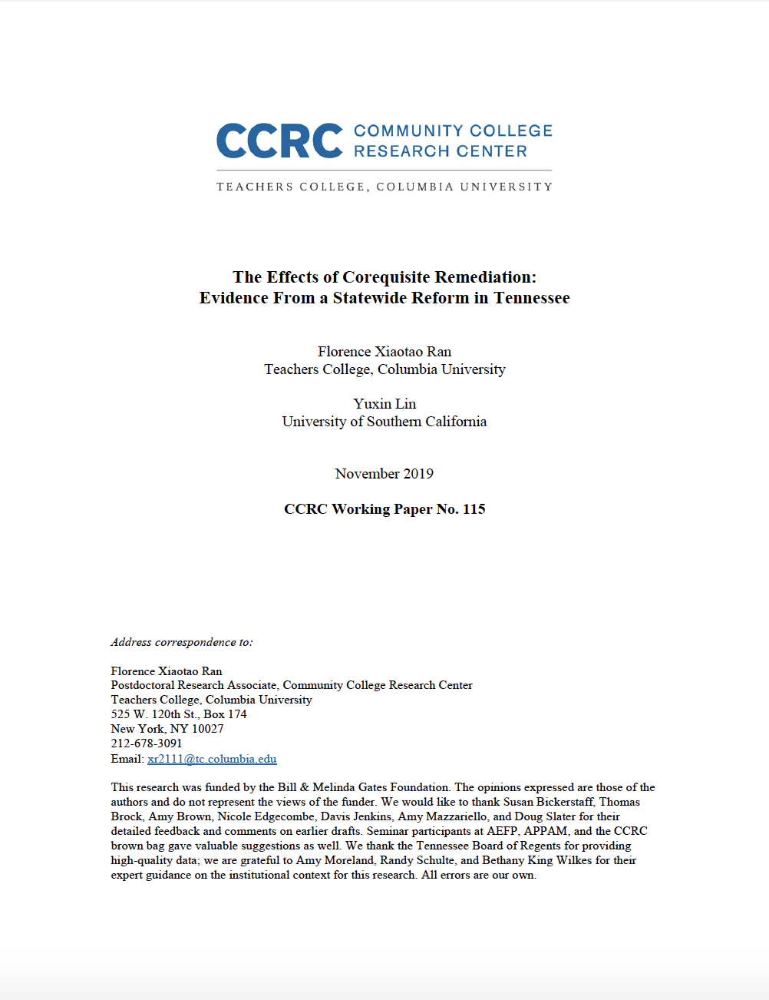 CCRC COMMUNITY COLLEGE
RESEARCH CENTER
TEACHERS COLLEGE, COLUMBIA UNIVERSITY
The Effects of Corequisite Remediation:
Evidence From a Statewide Reform in Tennessee
Florence Xiaotao Ran
Teachers College, Columbia University
Yuxin Lin
University of Southern California
November 2019
CCRC Working Paper No. 115
Address correspondence to:
Florence Xiaotao Ran
Postdoctoral Research Associate, Community College Research Center
Teachers College, Columbia University
525 W. 120th St., Box 174
New York, NY 10027
212-678-3091
Email: xr2111@tc.columbia.edu
This research was funded by the Bill & Melinda Gates Foundation. The opinions expressed are those of the
authors and do not represent the views of the funder. We would like to thank Susan Bickerstaff, Thomas
Brock, Amy Brown, Nicole Edgecombe, Davis Jenkins, Amy Mazzariello, and Doug Slater for their
detailed feedback and comments on earlier drafts. Seminar participants at AEFP, APPAM, and the CCRC
brown bag gave valuable suggestions as well. We thank the Tennessee Board of Regents for providing
high-quality data; we are grateful to Amy Moreland, Randy Schulte, and Bethany King Wilkes for their
expert guidance on the institutional context for this research. All errors are our own.